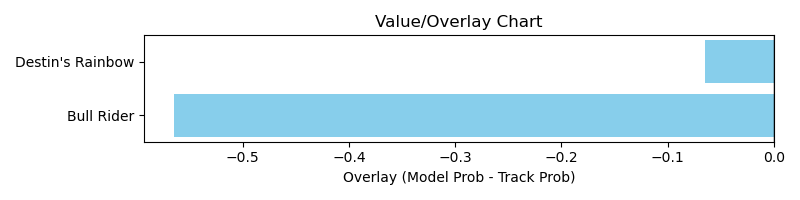 Value/Overlay Chart
Destin's Rainbow
Bull Rider
−0.5 −0.4 −0.3 −0.2 −0.1 0.0
Overlay (Model Prob - Track Prob)